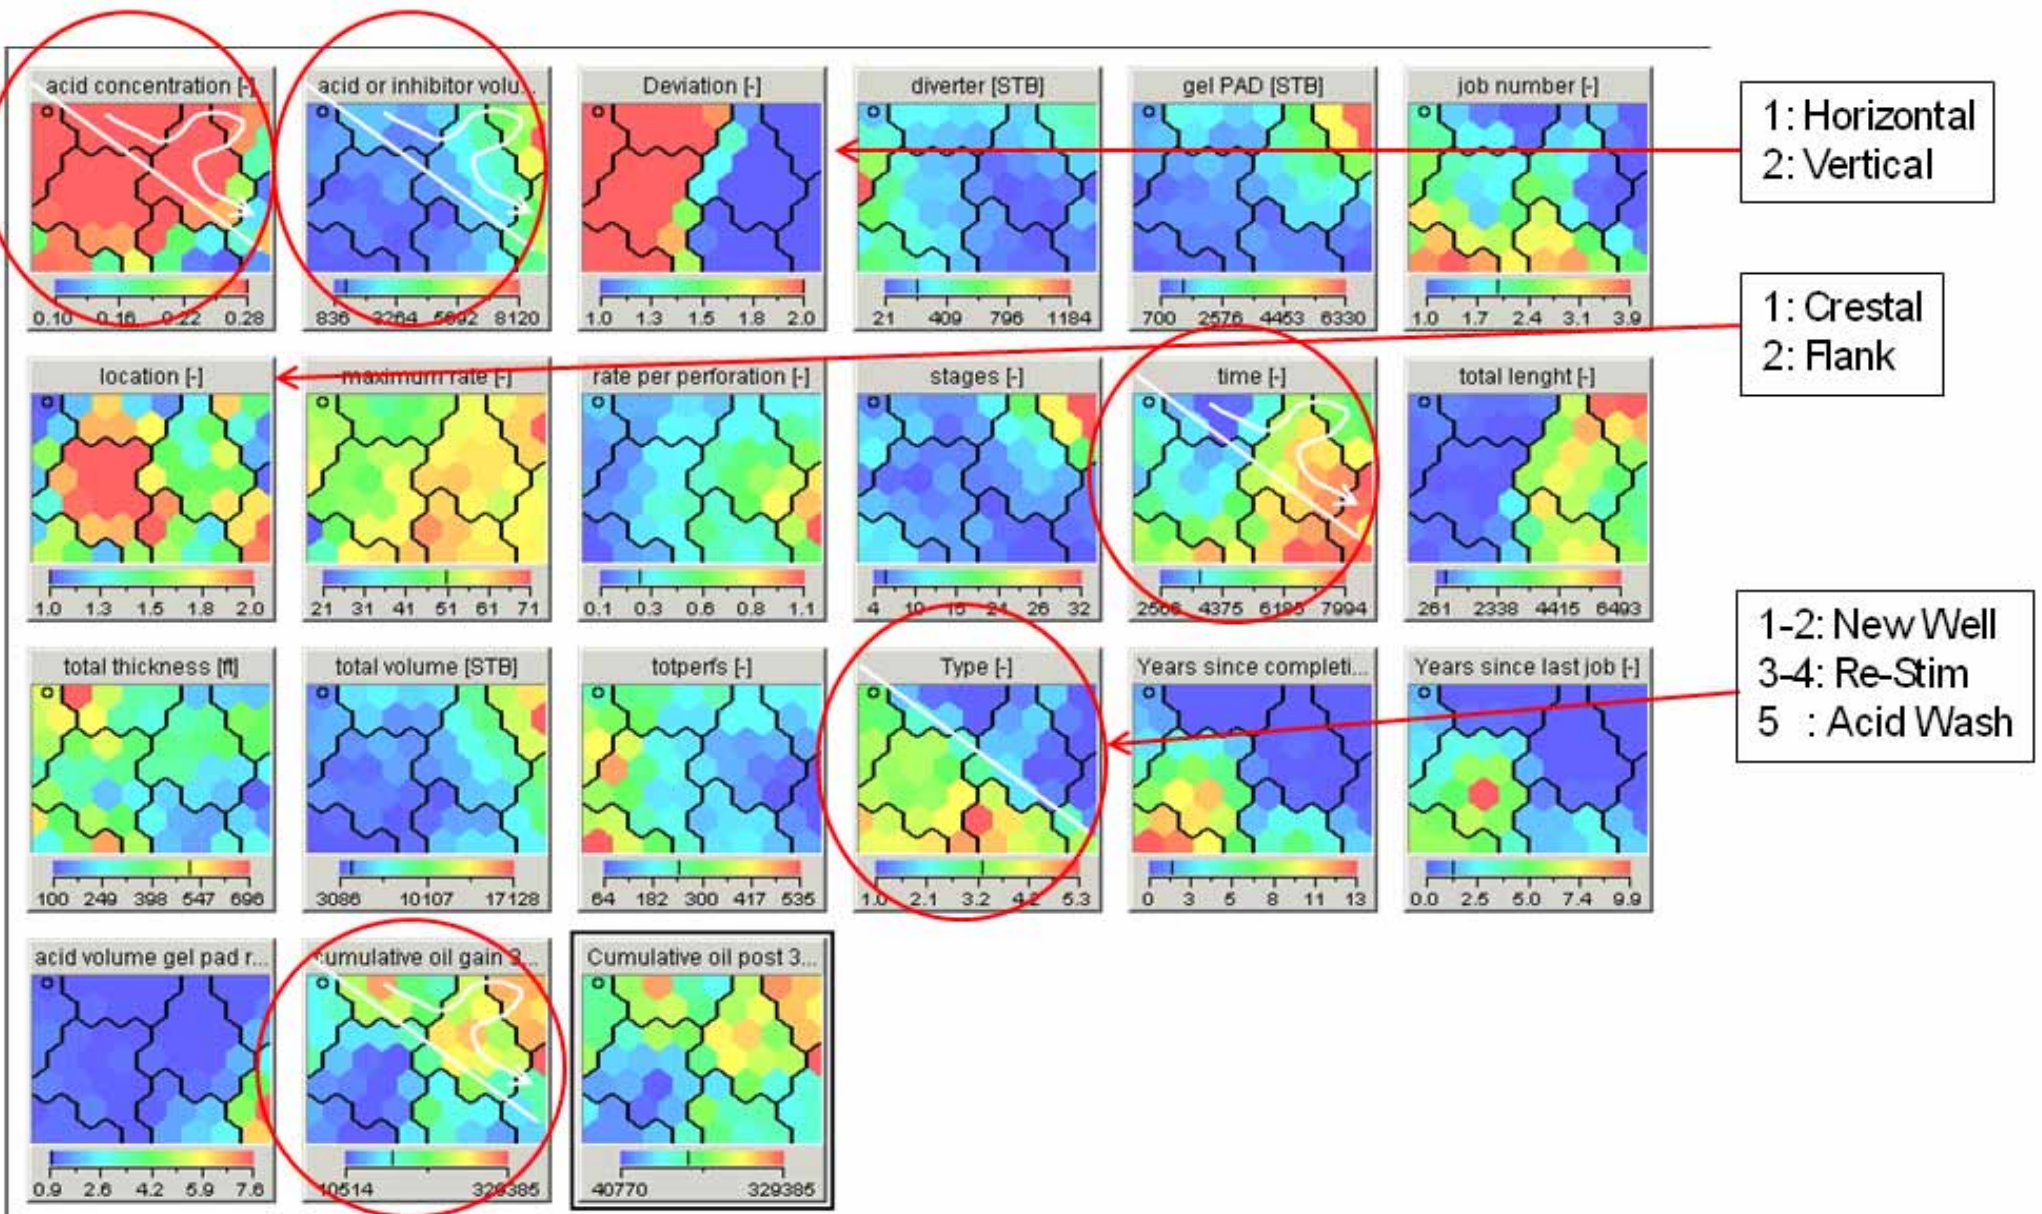 acid concentration [-]
acid or inhibitor volu...
Deviation [-]
diverter [STB]
gel PAD [STB]
job number [-]
0.10 0.16 0.22 0.28
836 3264 5692 8120
1.0 1.3 1.5 1.8 2.0
21 409 796 1184
700 2576 4453 6330
1.0 1.7 2.4 3.1 3.9
1: Horizontal
2: Vertical
location [-]
maximum rate [-]
rate per perforation [-]
stages [-]
time [-]
total lenght [-]
1.0 1.3 1.5 1.8 2.0
21 31 41 51 61 71
0.1 0.3 0.6 0.8 1.1
4 10 15 21 26 32
4375 6185 7994
261 2338 4415 6493
1: Crestal
2: Flank
total thickness [ft]
total volume [STB]
totperfs [-]
Type [-]
Years since completi...
Years since last job [-]
100 249 398 547 696
3086 10107 17128
64 182 300 417 535
1.0 2.1 3.2 4.2 5.3
0 3 5 8 11 13
0.0 2.5 5.0 7.4 9.9
1-2: New Well
3-4: Re-Stim
5 : Acid Wash
acid volume gel pad r...
cumulative oil gain 3...
Cumulative oil post 3...
0.9 2.6 4.2 5.9 7.6
10514 329385
40770 329385